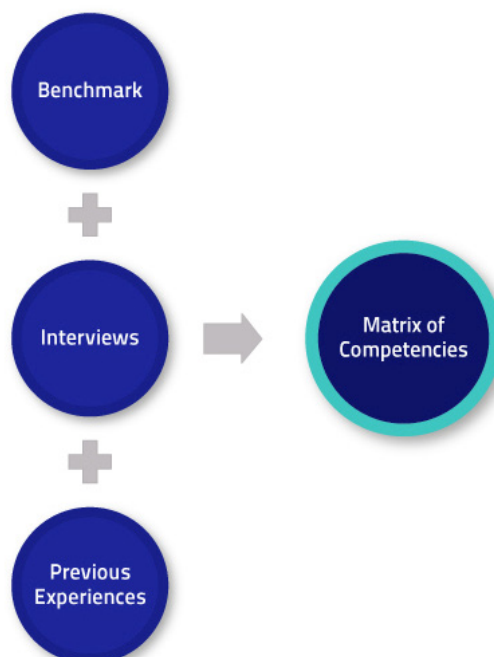 Benchmark
Interviews
Matrix of
Competencies
Previous
Experiences